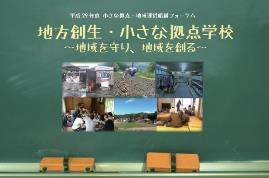 平成29年度 小さな拠点・地域運営組織フォーラム
地方創生・小さな拠点学校
～地域を守り、地域を創る～